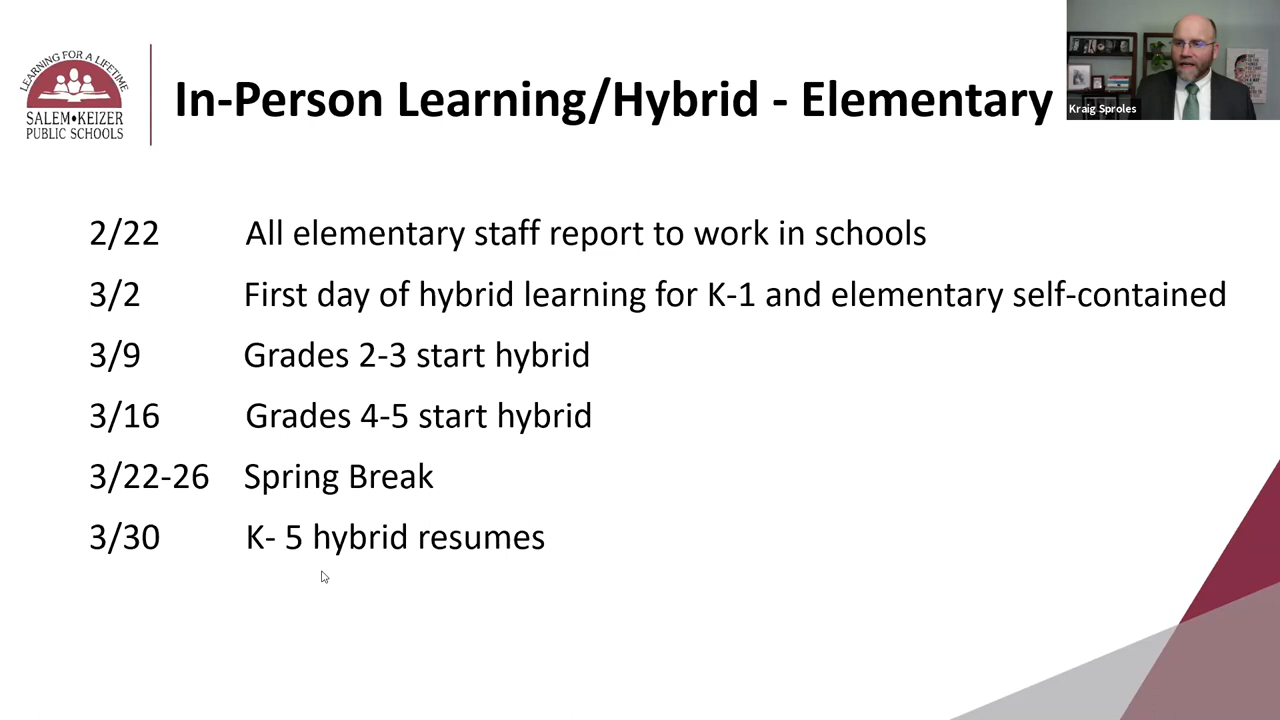 LEARNING FOR A LIFETIME
SALEM•KEIZER
PUBLIC SCHOOLS
In-Person Learning/Hybrid - Elementary
Kraig Sproles
2/22 All elementary staff report to work in schools
3/2 First day of hybrid learning for K-1 and elementary self-contained
3/9 Grades 2-3 start hybrid
3/16 Grades 4-5 start hybrid
3/22-26 Spring Break
3/30 K- 5 hybrid resumes